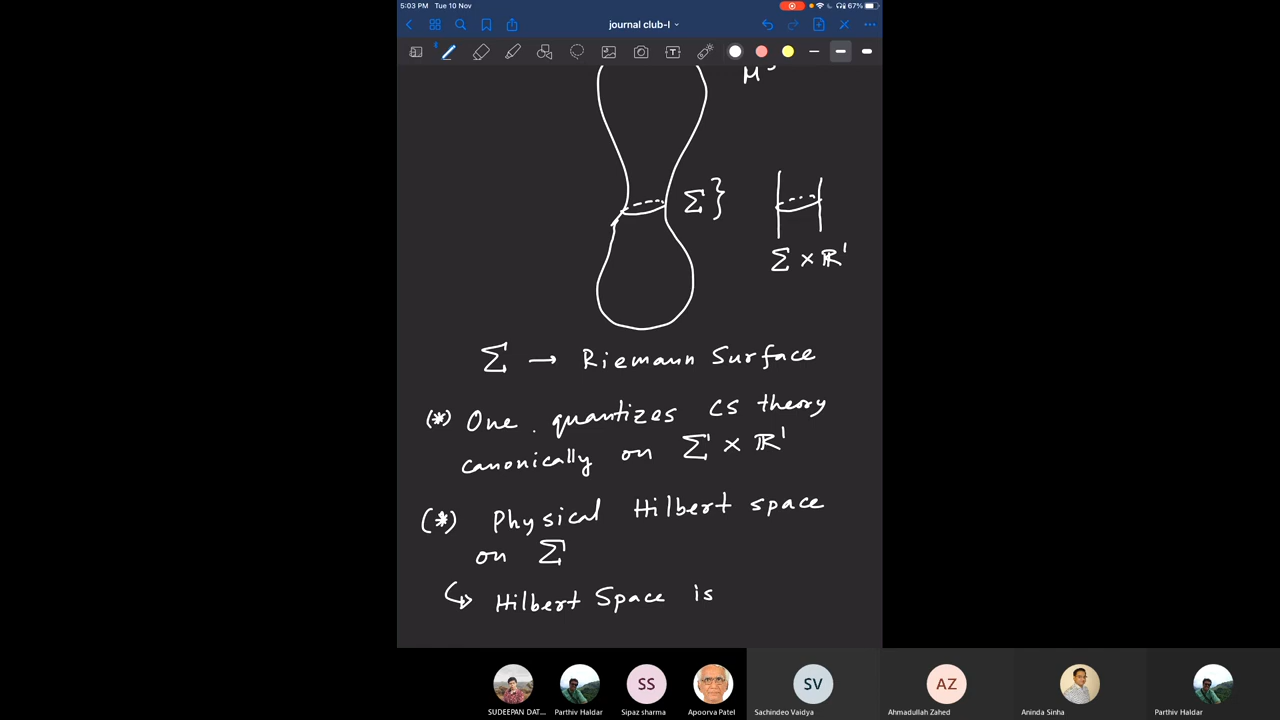 5:03 PM Tue 10 Nov
67%
journal club-I
M³
Σ}
Σ × ℝ¹
Σ → Riemann Surface
(*) One . quantizes CS theory
canonically on Σ × ℝ¹
(*) Physical Hilbert space
on Σ
↳ Hilbert Space is
SS
SV
AZ
SUDEEPAN DAT...
Parthiv Haldar
Sipaz sharma
Apoorva Patel
Sachindeo Vaidya
Ahmadullah Zahed
Aninda Sinha
Parthiv Haldar